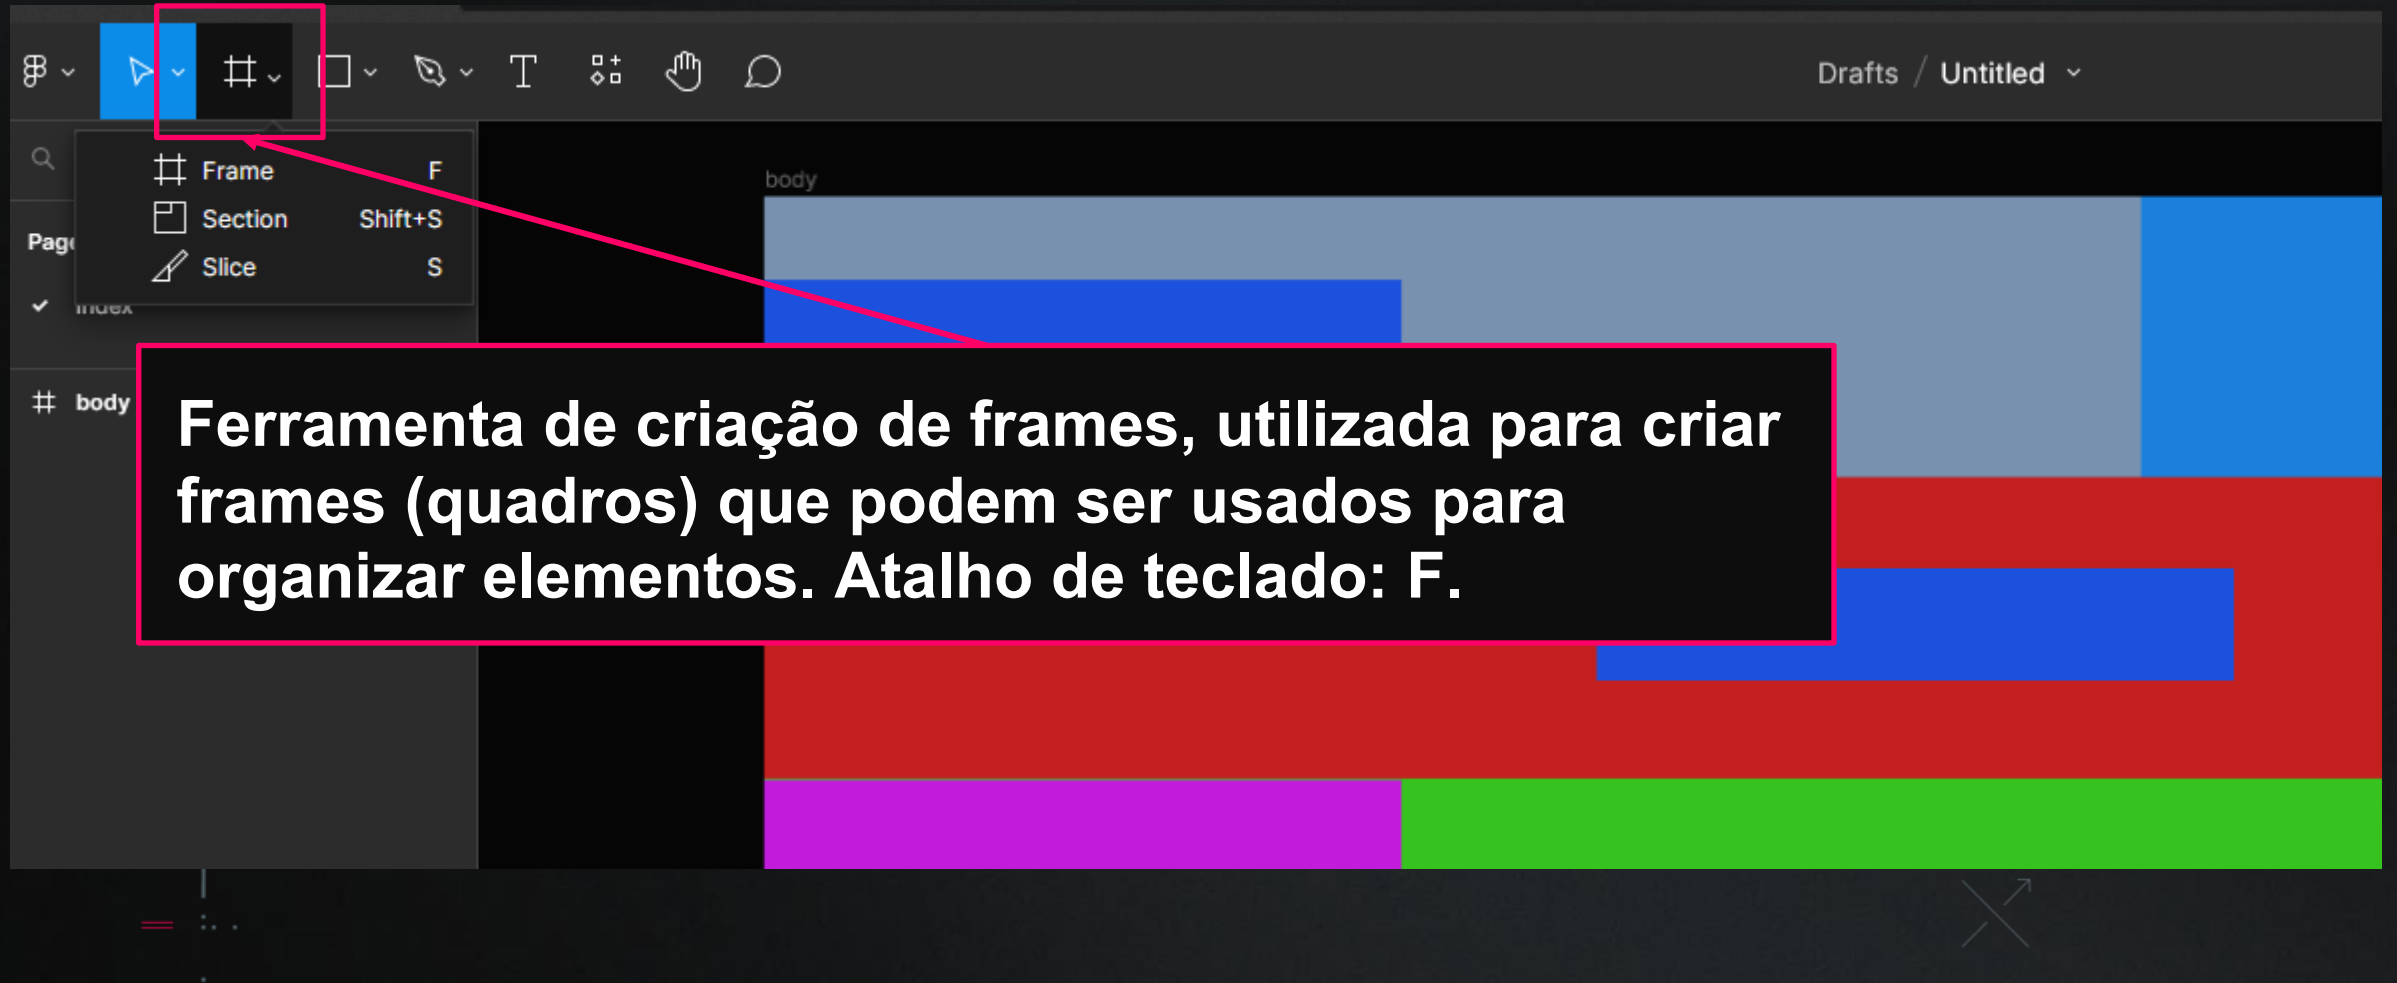 Drafts / Untitled
Frame F
Section Shift+S
Slice S
Page
index
body
body
Ferramenta de criação de frames, utilizada para criar
frames (quadros) que podem ser usados para
organizar elementos. Atalho de teclado: F.